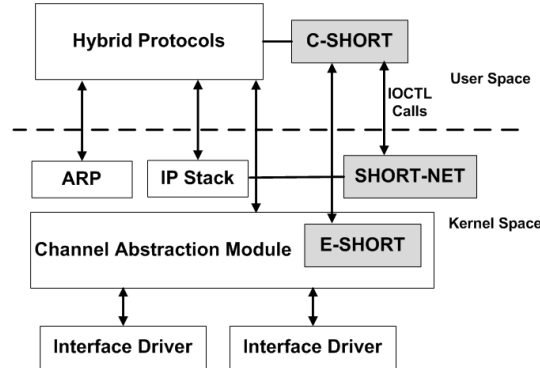 Hybrid Protocols
C-SHORT
IOCTL
Calls
User Space
ARP
IP Stack
SHORT-NET
Kernel Space
Channel Abstraction Module
E-SHORT
Interface Driver
Interface Driver